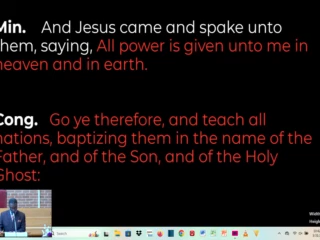 Min. And Jesus came and spake unto
them, saying, All power is given unto me in
heaven and in earth.
Cong. Go ye therefore, and teach all
nations, baptizing them in the name of the
Father, and of the Son, and of the Holy
Ghost:
Search